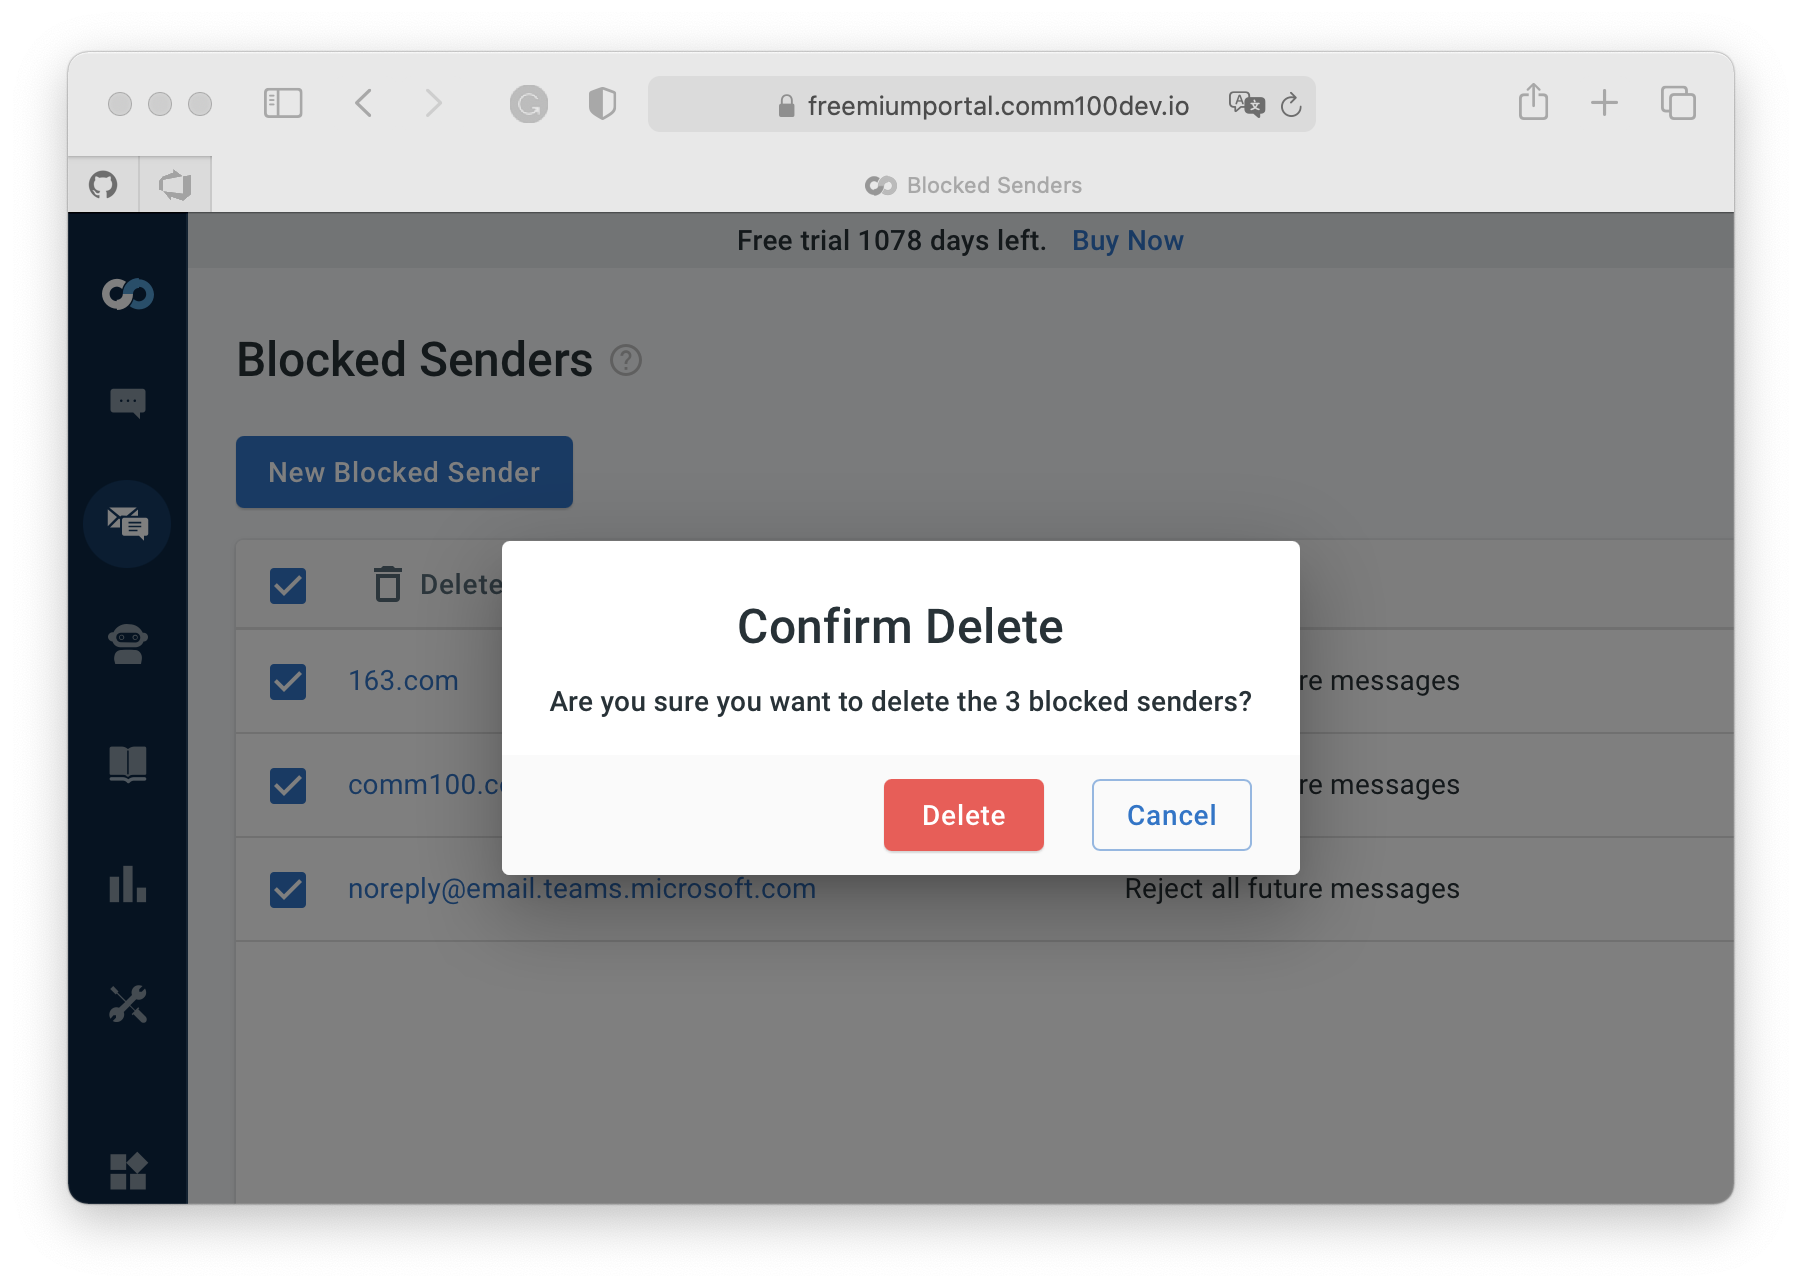 freemiumportal.comm100dev.io
Blocked Senders
Free trial 1078 days left. Buy Now
Blocked Senders
New Blocked Sender
Delete
Confirm Delete
163.com
re messages
Are you sure you want to delete the 3 blocked senders?
comm100.c
re messages
Delete Cancel
noreply@email.teams.microsoft.com Reject all future messages